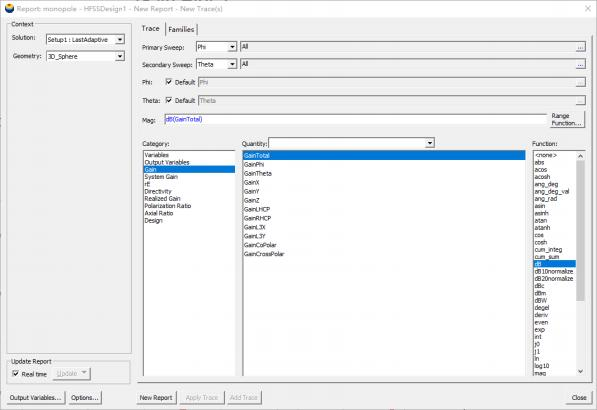 Report: monopole - HFSSDesign1 - New Report - New Trace(s)
Context
Solution: Setup1 : LastAdaptive
Geometry: 3D_Sphere
Update Report
Real time Update
Output Variables... Options...
Trace Families
Primary Sweep: Phi All ...
Secondary Sweep: Theta All ...
Phi: Default Phi ...
Theta: Default Theta ...
Mag: dB(GainTotal) Range Function...
Category:
Variables
Output Variables
Gain
System Gain
rE
Directivity
Realized Gain
Polarization Ratio
Axial Ratio
Design
Quantity:
GainTotal
GainPhi
GainTheta
GainX
GainY
GainZ
GainLHCP
GainRHCP
GainL3X
GainL3Y
GainCoPolar
GainCrossPolar
Function:
<none>
abs
acos
acosh
ang_deg
ang_deg_val
ang_rad
asin
asinh
atan
atanh
cos
cosh
cum_integ
cum_sum
dB
dB10normalize
dB20normalize
dBc
dBm
dBW
degel
deriv
even
exp
int
j0
j1
ln
log10
mag
New Report Apply Trace Add Trace Close